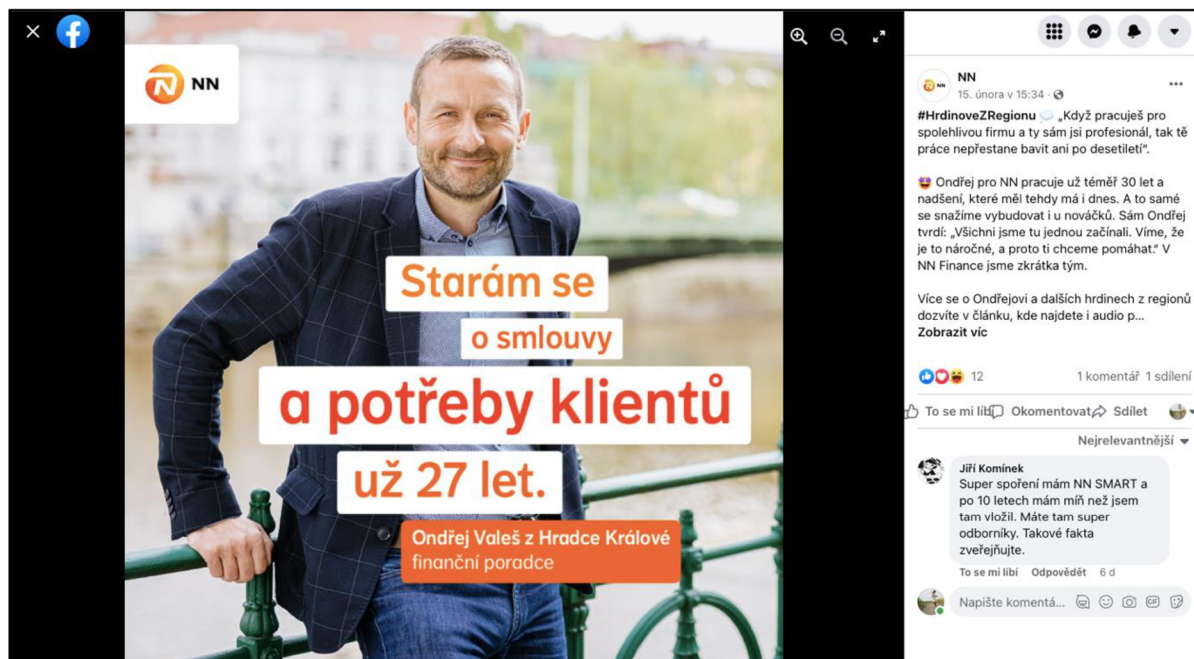 NN
Starám se
o smlouvy
a potřeby klientů
už 27 let.
Ondřej Valeš z Hradce Králové
finanční poradce
NN
NN
15. února v 15:34 ·
#HrdinoveZRegionu „Když pracuješ pro
spolehlivou firmu a ty sám jsi profesionál, tak tě
práce nepřestane bavit ani po desetiletí“.
Ondřej pro NN pracuje už téměř 30 let a
nadšení, které měl tehdy má i dnes. A to samé
se snažíme vybudovat i u nováčků. Sám Ondřej
tvrdí: „Všichni jsme tu jednou začínali. Víme, že
je to náročné, a proto ti chceme pomáhat.“ V
NN Finance jsme zkrátka tým.
Více se o Ondřejovi a dalších hrdinech z regionů
dozvíte v článku, kde najdete i audio p...
Zobrazit víc
12 1 komentář 1 sdílení
To se mi líb Okomentovat Sdílet
Nejrelevantnější
Jiří Komínek
Super spoření mám NN SMART a
po 10 letech mám míň než jsem
tam vložil. Máte tam super
odborníky. Takové fakta
zveřejňujte.
To se mi líbí Odpovědět 6 d
Napište komentá... GIF